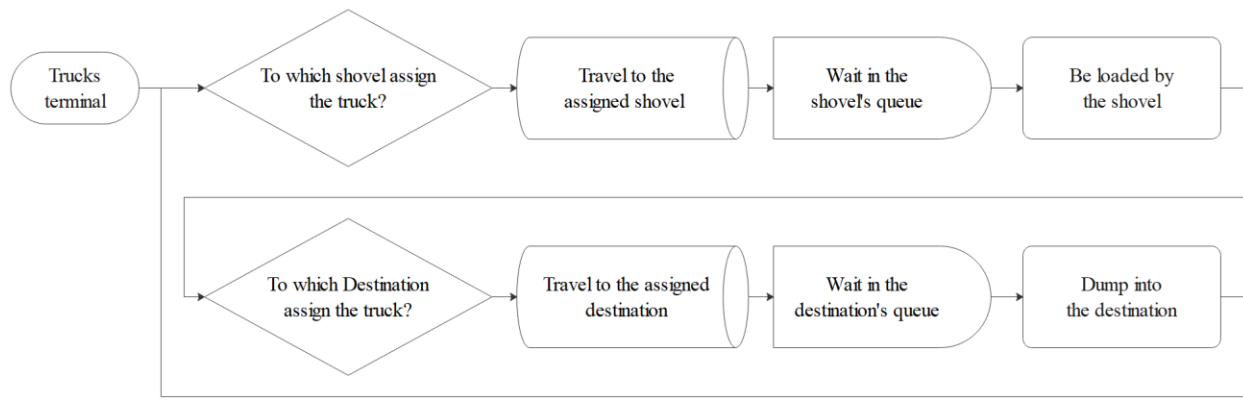 Trucks
terminal
To which shovel assign
the truck?
Travel to the
assigned shovel
Wait in the
shovel's queue
Be loaded by
the shovel
To which Destination
assign the truck?
Travel to the assigned
destination
Wait in the
destination's queue
Dump into
the destination